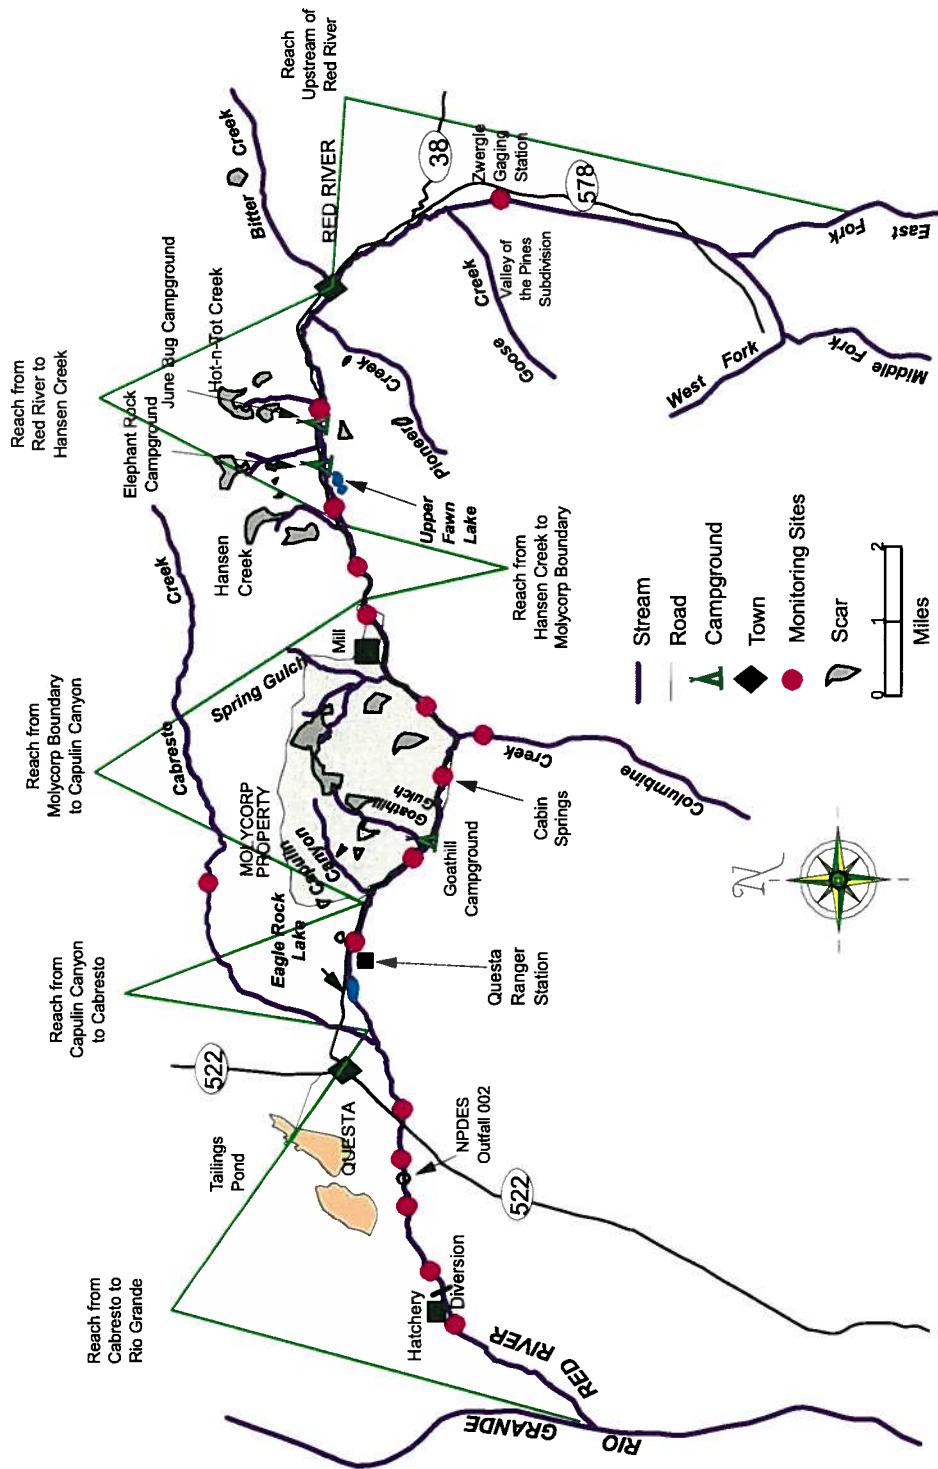 Reach from
Cabresto to
Rio Grande
Tailings
Pond
Reach from
Capulin Canyon
to Cabresto
Reach from
Molycorp Boundary
to Capulin Canyon
Reach from
Red River to
Hansen Creek
Reach
Upstream of
Red River
Elephant Rock
Campground
June Bug Campground
Hot-n-Tot Creek
Bitter Creek
RED RIVER
Cabresto Creek
Hansen
Creek
Spring Gulch
MOLYCORP
PROPERTY
Capulin
Canyon
Goathill
Gulch
Mill
Eagle Rock
Lake
522
QUESTA
38
Zwergle
Gaging
Station
578
Goose Creek
Valley of
the Pines
Subdivision
Pioneer Creek
Upper
Fawn
Lake
Reach from
Hansen Creek to
Molycorp Boundary
West Fork
Middle Fork
East Fork
Columbine Creek
Cabin
Springs
Goathill
Campground
Questa
Ranger
Station
NPDES
Outfall 002
522
Hatchery
Diversion
RED RIVER
RIO GRANDE
N
Stream
Road
Campground
Town
Monitoring Sites
Scar
0 1 2
Miles